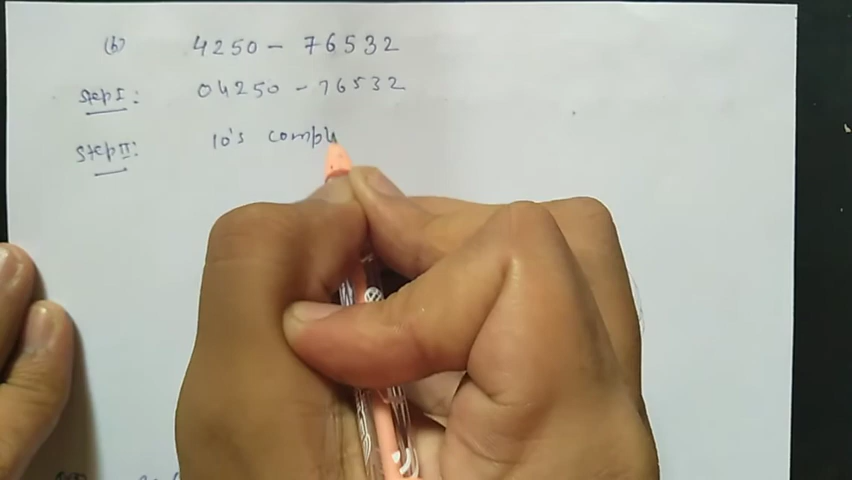 (b) 4250 - 76532
Step I: 04250 - 76532
Step II: 10's compl